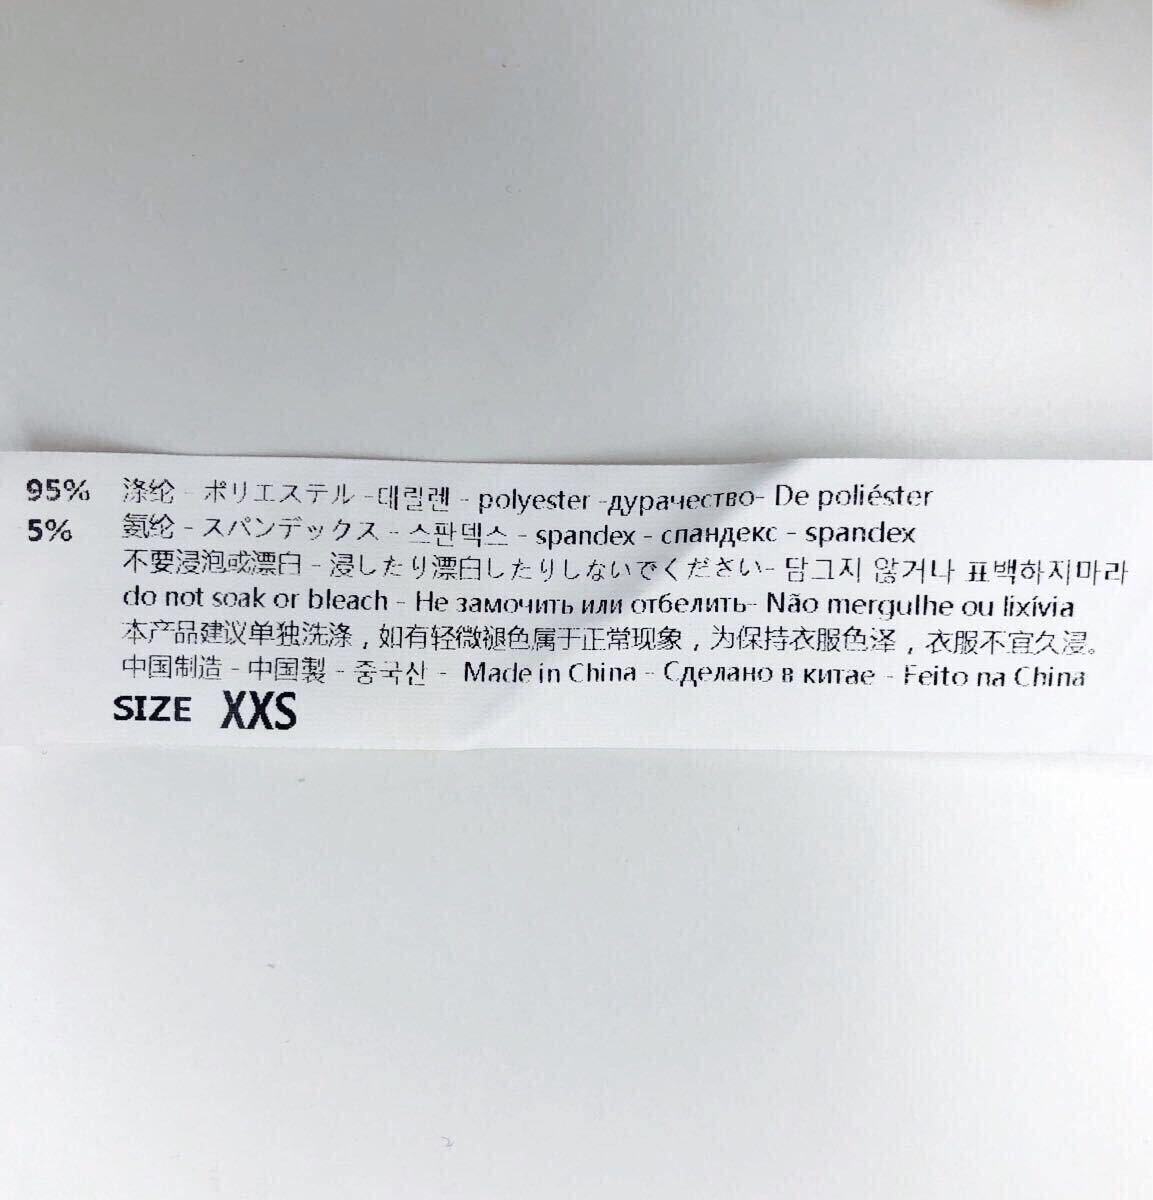 95% 涤纶 - ポリエステル -대릴렌 - polyester -дурачество- De poliéster
5% 氨纶 - スパンデックス - 스판덱스 - spandex - спандекс - spandex
不要浸泡或漂白 - 浸したり漂白したりしないでください- 담그지 않거나 표백하지마라
do not soak or bleach - Не замочить или отбелить- Não mergulhe ou lixívia
本产品建议单独洗涤，如有轻微褪色属于正常现象，为保持衣服色泽，衣服不宜久浸。
中国制造 - 中国製 - 중국산 - Made in China - Сделано в китае - Feito na China
SIZE XXS